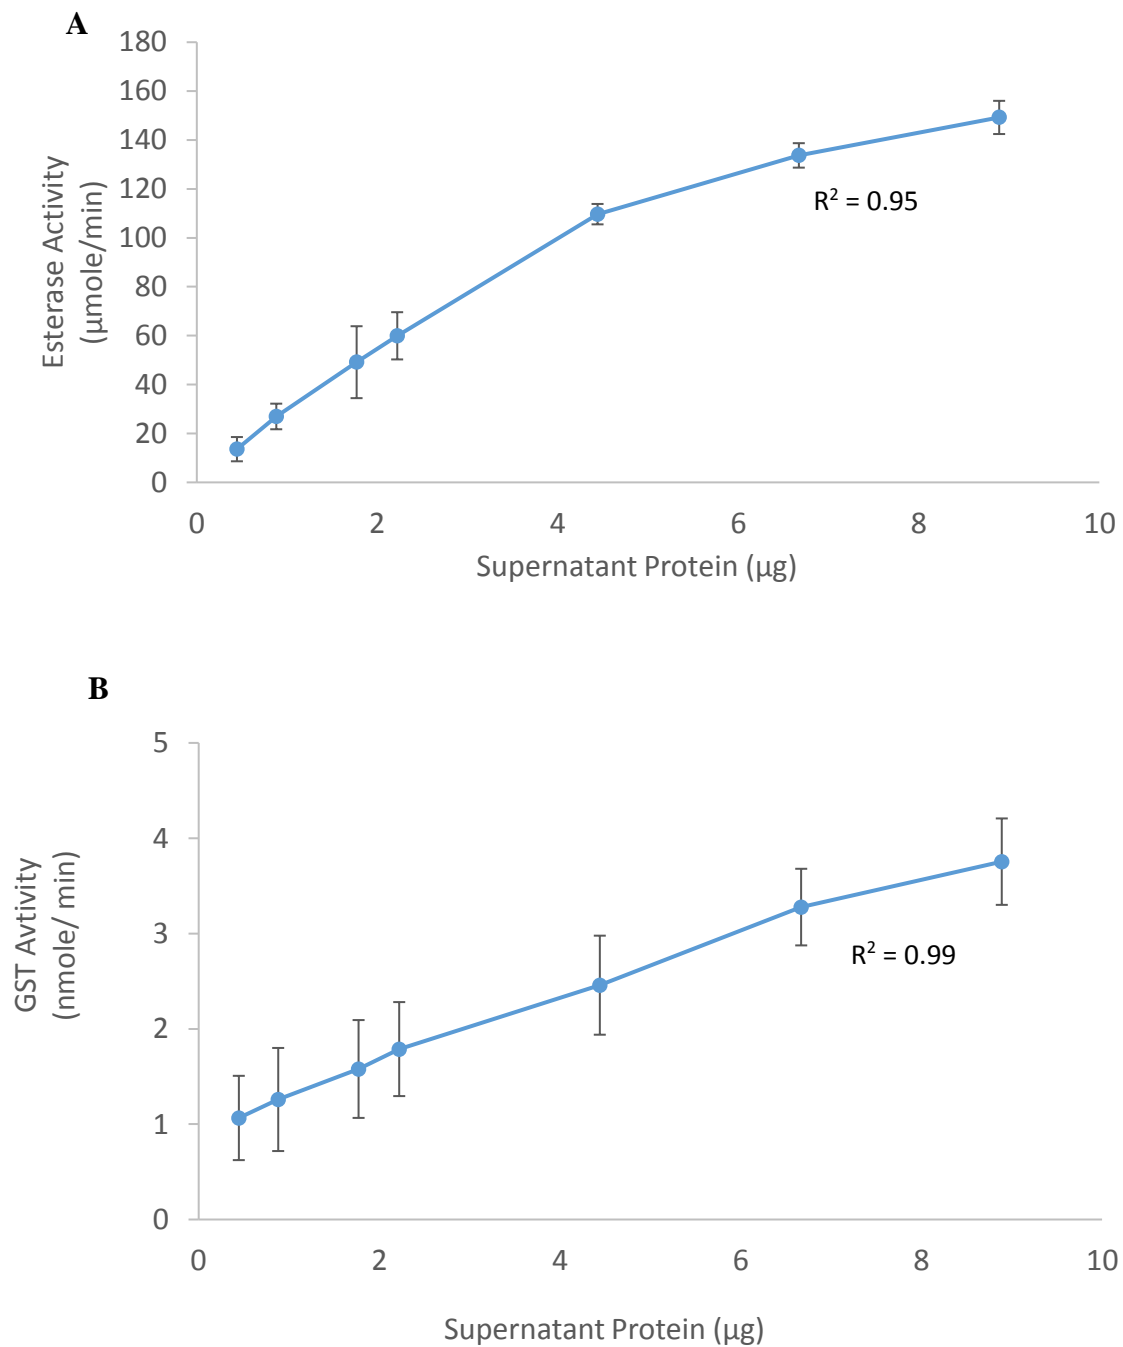 A
180
160
140
120
100
80
60
40
20
0
Esterase Activity
(µmole/min)
R² = 0.95
0 2 4 6 8 10
Supernatant Protein (µg)
B
5
4
3
2
1
0
GST Avtivity
(nmole/ min)
R² = 0.99
0 2 4 6 8 10
Supernatant Protein (µg)